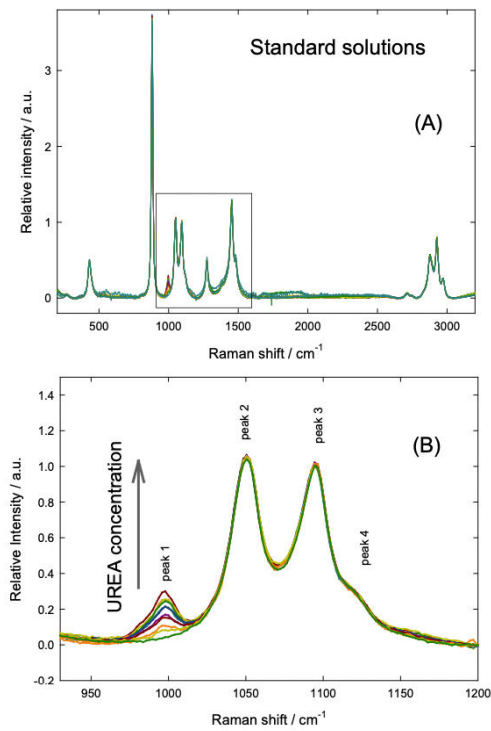 Standard solutions
(A)
Relative intensity / a.u.
3
2
1
0
500 1000 1500 2000 2500 3000
Raman shift / cm-1
(B)
peak 1
peak 2
peak 3
peak 4
UREA concentration
Relative Intensity / a.u.
1.4
1.2
1.0
0.8
0.6
0.4
0.2
0.0
-0.2
950 1000 1050 1100 1150 1200
Raman shift / cm-1